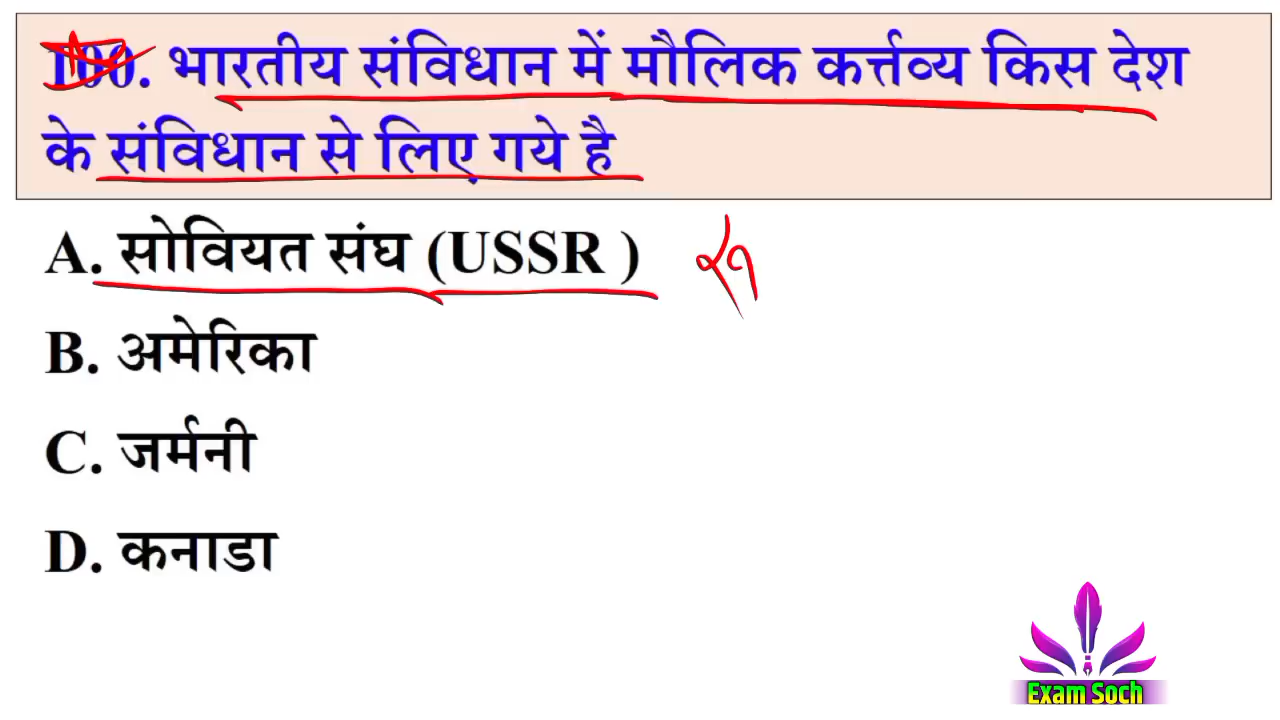 100. भारतीय संविधान में मौलिक कर्त्तव्य किस देश
के संविधान से लिए गये है
A. सोवियत संघ (USSR )
B. अमेरिका
C. जर्मनी
D. कनाडा
Exam Soch